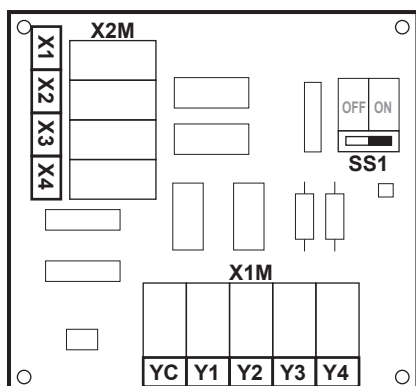 X2M
X1
X2
X3
X4
OFF ON
SS1
X1M
YC Y1 Y2 Y3 Y4